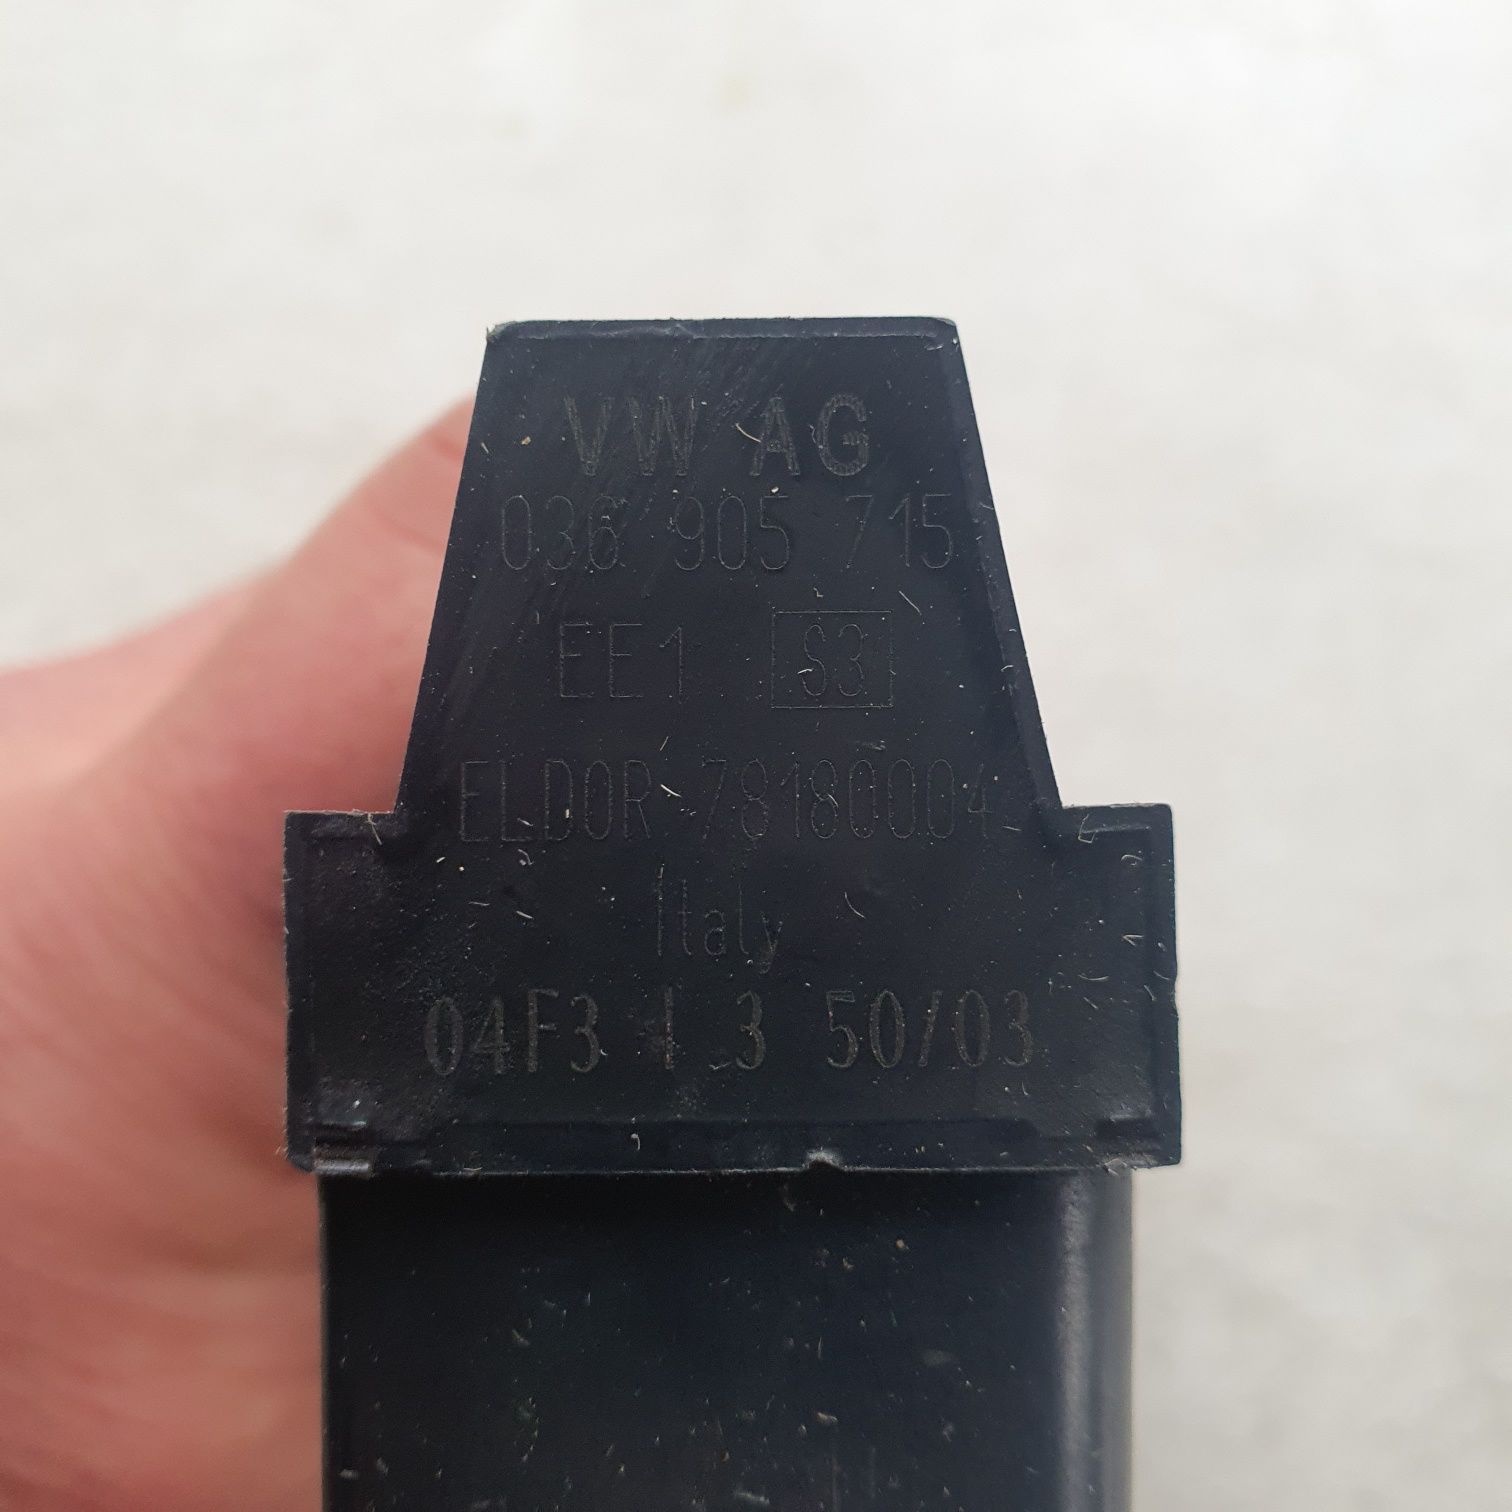 VW AG
036 905 715
EE1 S3
ELDOR 78180004
Italy
04F3 I 3 50/03